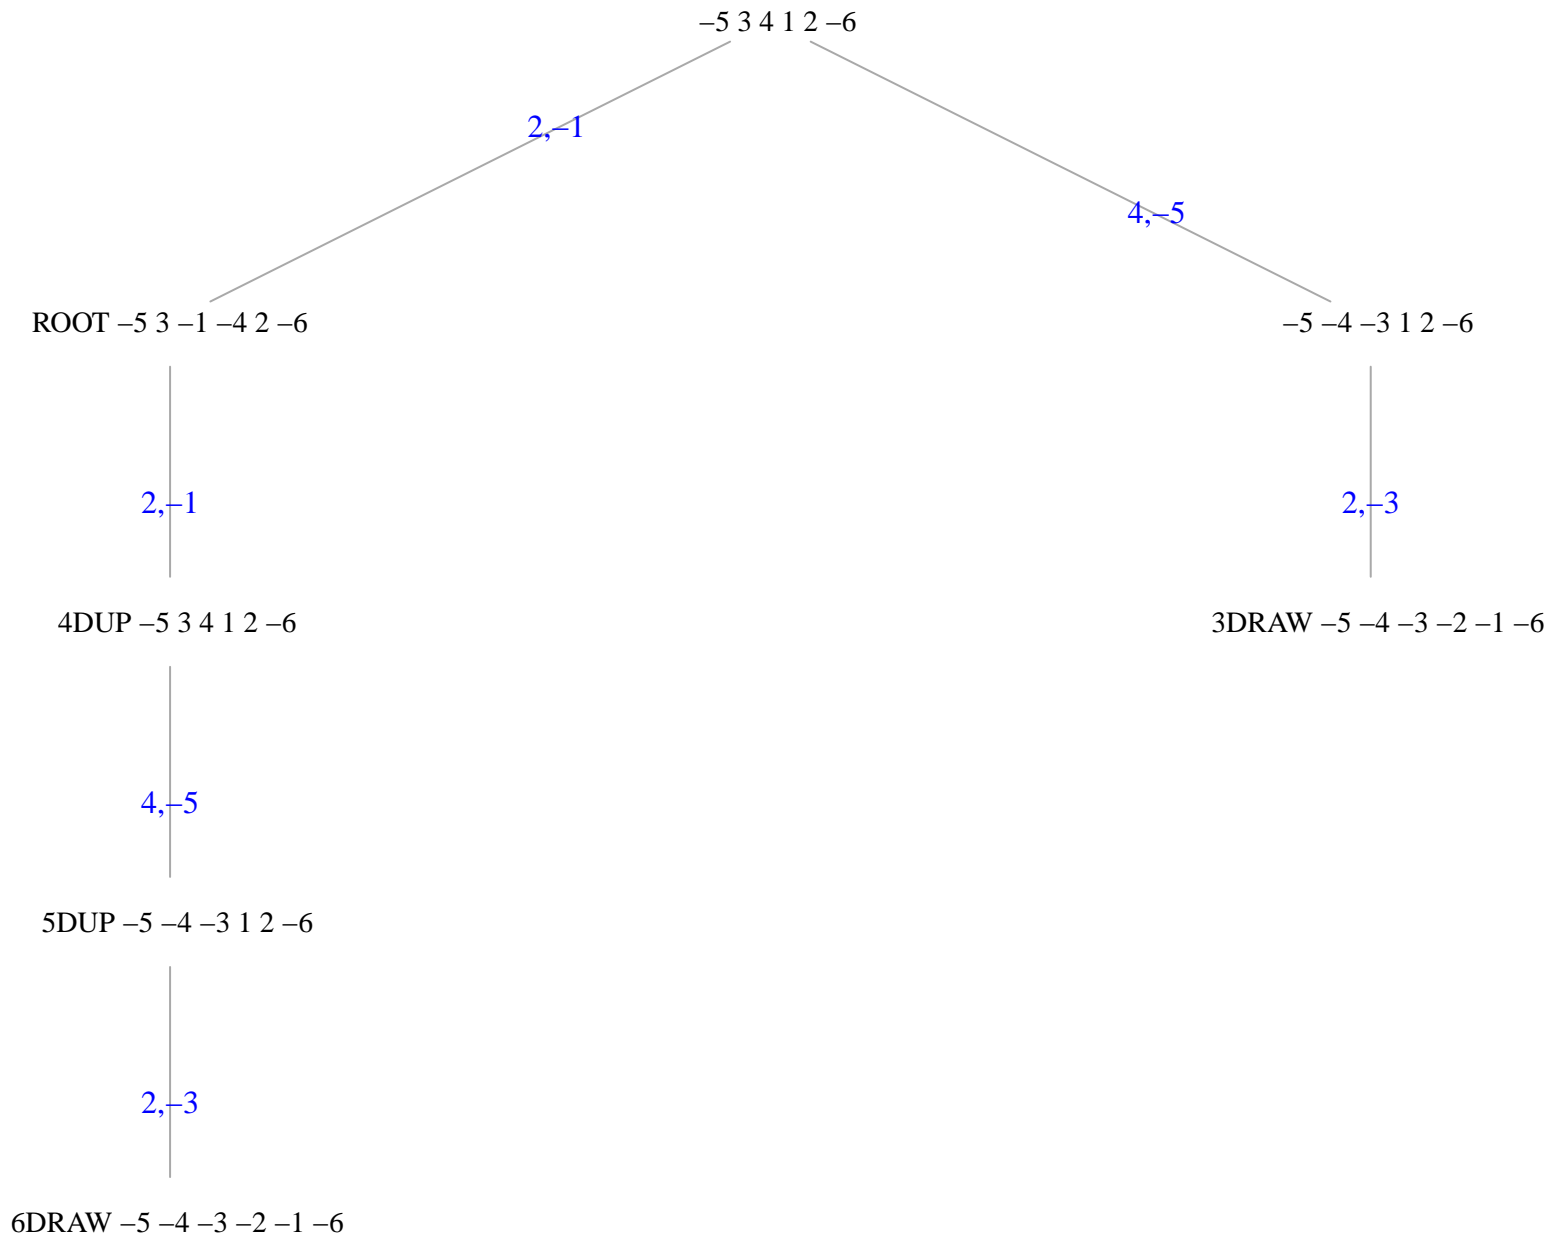 –5 3 4 1 2 –6
2,–1
4,–5
ROOT –5 3 –1 –4 2 –6
–5 –4 –3 1 2 –6
2,–1
2,–3
4DUP –5 3 4 1 2 –6
3DRAW –5 –4 –3 –2 –1 –6
4,–5
5DUP –5 –4 –3 1 2 –6
2,–3
6DRAW –5 –4 –3 –2 –1 –6